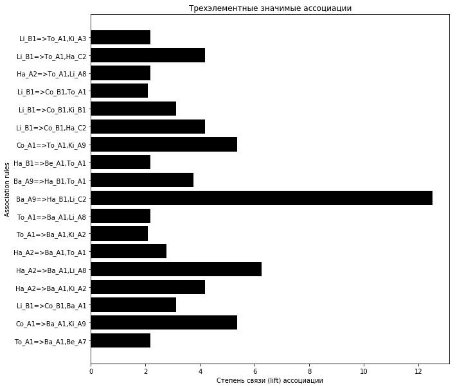 Трехэлементные значимые ассоциации
Li_B1=>To_A1,Ki_A3
Li_B1=>To_A1,Ha_C2
Ha_A2=>To_A1,Li_A8
Li_B1=>Co_B1,To_A1
Li_B1=>Co_B1,Ki_B1
Li_B1=>Co_B1,Ha_C2
Co_A1=>To_A1,Ki_A9
Ha_B1=>Be_A1,To_A1
Ba_A9=>Ha_B1,To_A1
Ba_A9=>Ha_B1,Li_C2
To_A1=>Ba_A1,Li_A8
To_A1=>Ba_A1,Ki_A2
Ha_A2=>Ba_A1,To_A1
Ha_A2=>Ba_A1,Li_A8
Ha_A2=>Ba_A1,Ki_A2
Li_B1=>Co_B1,Ba_A1
Co_A1=>Ba_A1,Ki_A9
To_A1=>Ba_A1,Be_A7
Association rules
0 2 4 6 8 10 12
Степень связи (lift) ассоциации